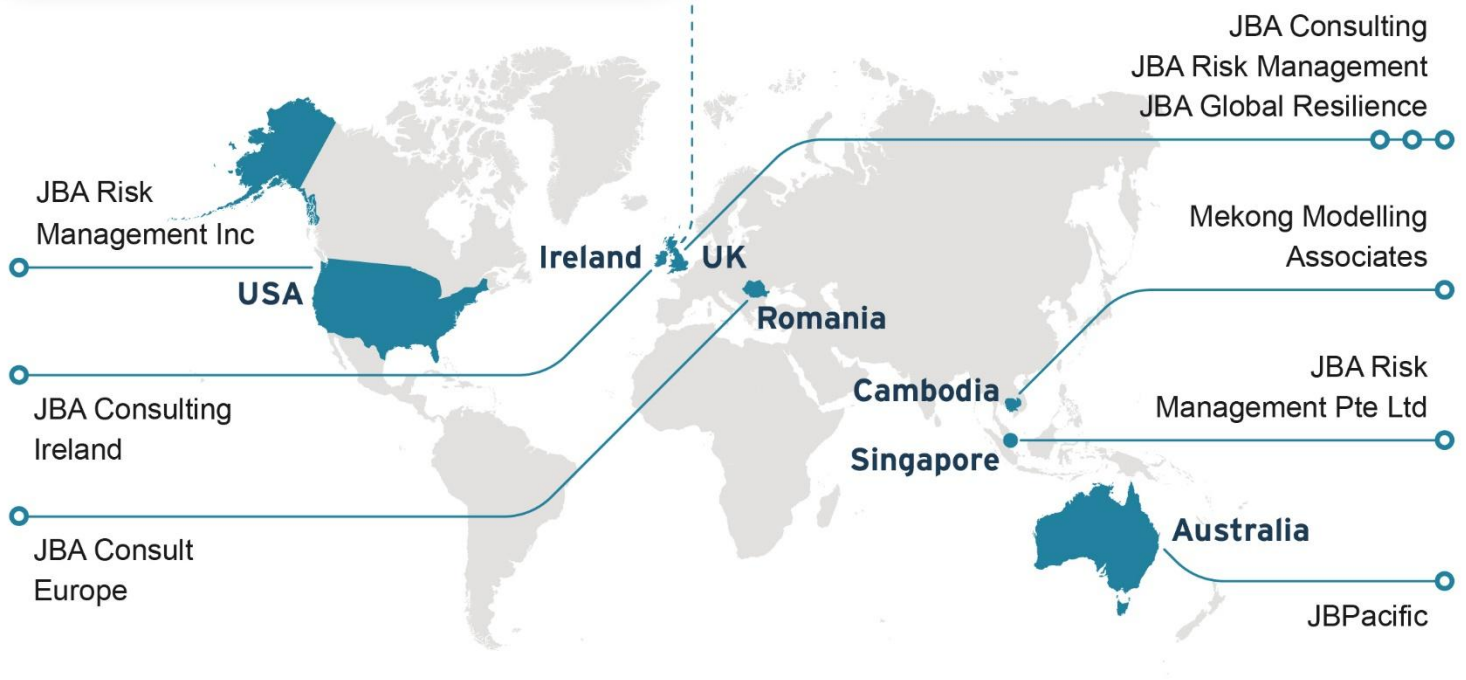 JBA Consulting
JBA Risk Management
JBA Global Resilience
JBA Risk
Management Inc
Mekong Modelling
Associates
Ireland
UK
USA
Romania
JBA Risk
Management Pte Ltd
Cambodia
JBA Consulting
Ireland
Singapore
Australia
JBA Consult
Europe
JBPacific